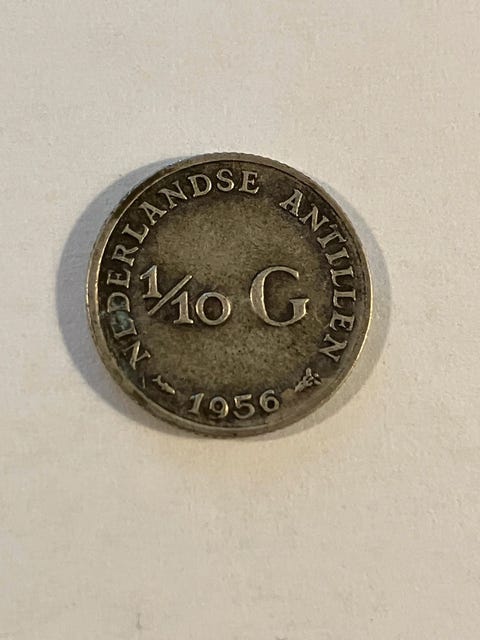 NEDERLANDSE ANTILLEN
1/10 G
1956